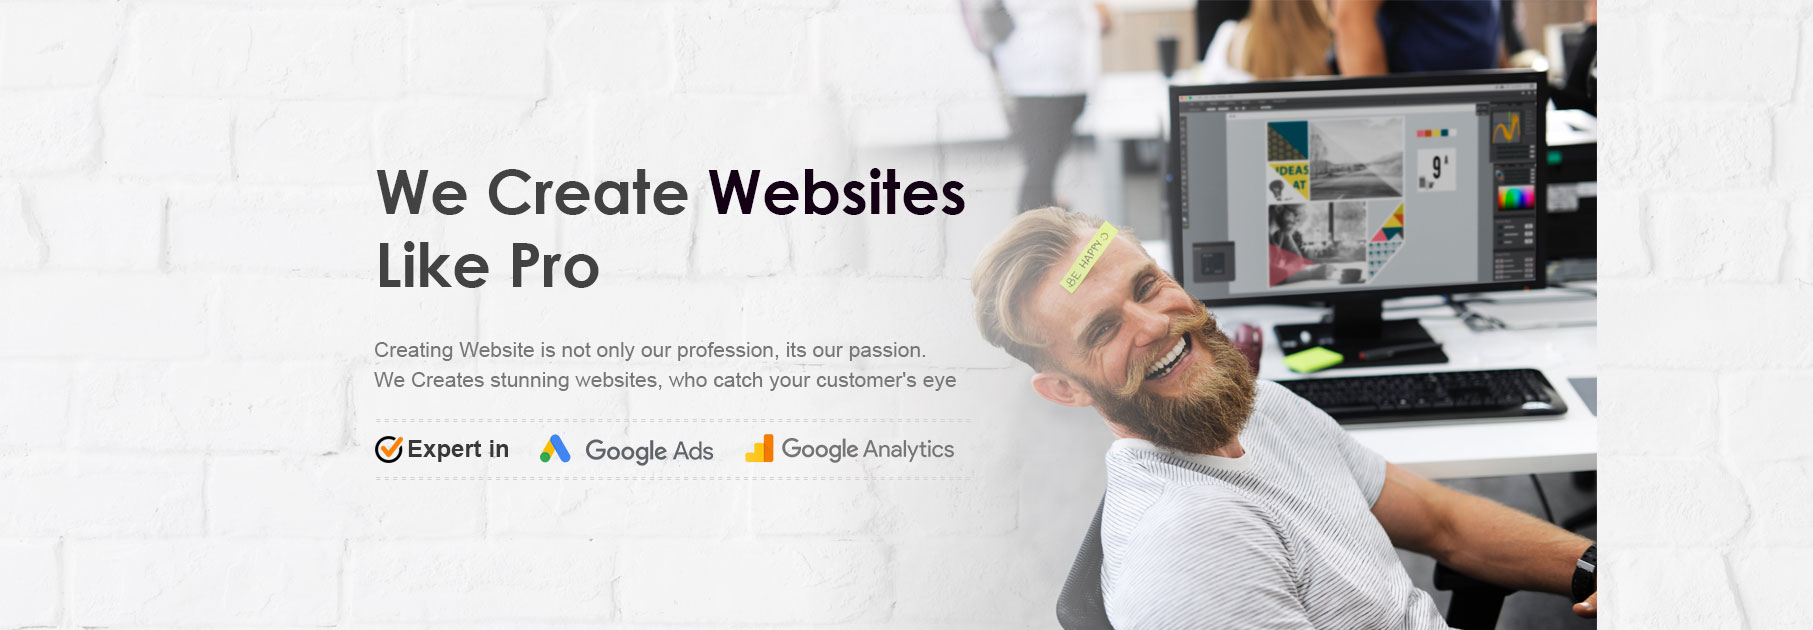 We Create Websites
Like Pro
Creating Website is not only our profession, its our passion.
We Creates stunning websites, who catch your customer's eye
Expert in
Google Ads
Google Analytics
BE HAPPY
IDEAS
AT
9